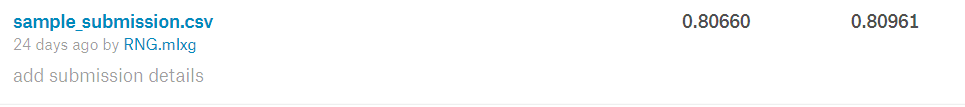 sample_submission.csv 0.80660 0.80961
24 days ago by RNG.mlxg
add submission details